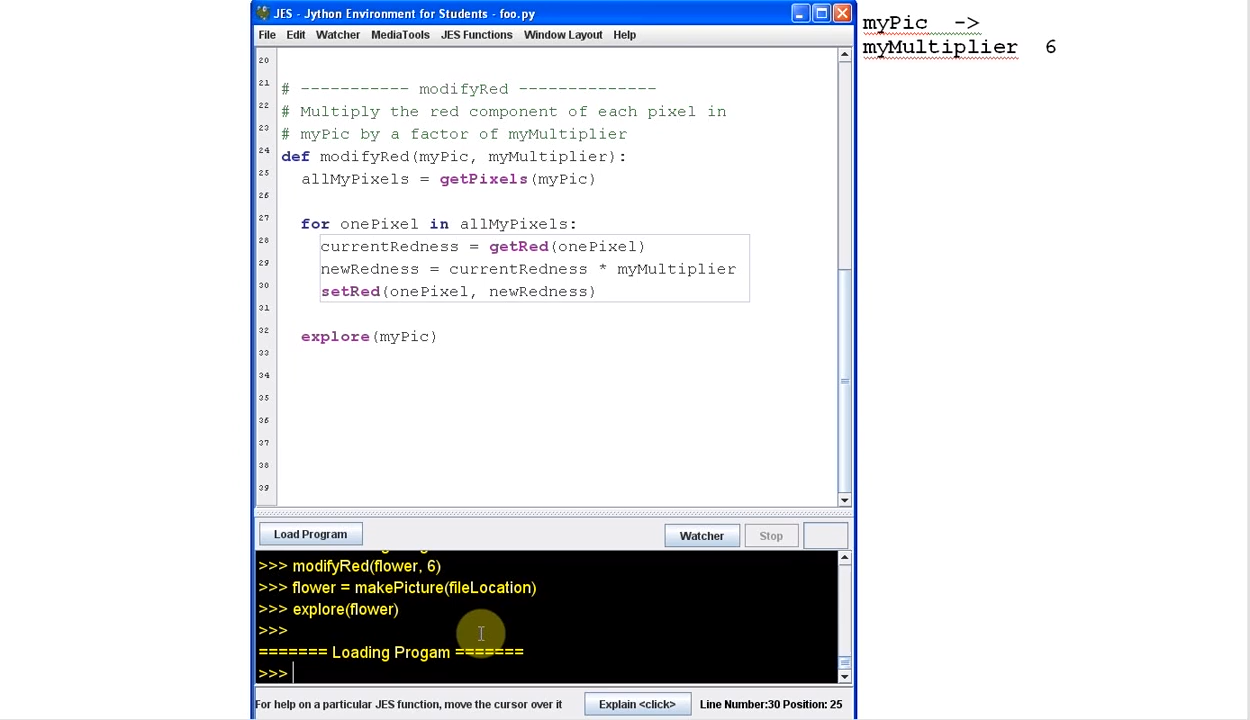 JES - Jython Environment for Students - foo.py
File Edit Watcher MediaTools JES Functions Window Layout Help
20
21
22
23
24
25
26
27
28
29
30
31
32
33
34
35
36
37
38
39
# ----------- modifyRed --------------
# Multiply the red component of each pixel in
# myPic by a factor of myMultiplier
def modifyRed(myPic, myMultiplier):
allMyPixels = getPixels(myPic)
for onePixel in allMyPixels:
currentRedness = getRed(onePixel)
newRedness = currentRedness * myMultiplier
setRed(onePixel, newRedness)
explore(myPic)
Load Program Watcher Stop
>>> modifyRed(flower, 6)
>>> flower = makePicture(fileLocation)
>>> explore(flower)
>>>
======= Loading Progam =======
>>>
For help on a particular JES function, move the cursor over it Explain <click> Line Number:30 Position: 25
myPic ->
myMultiplier 6